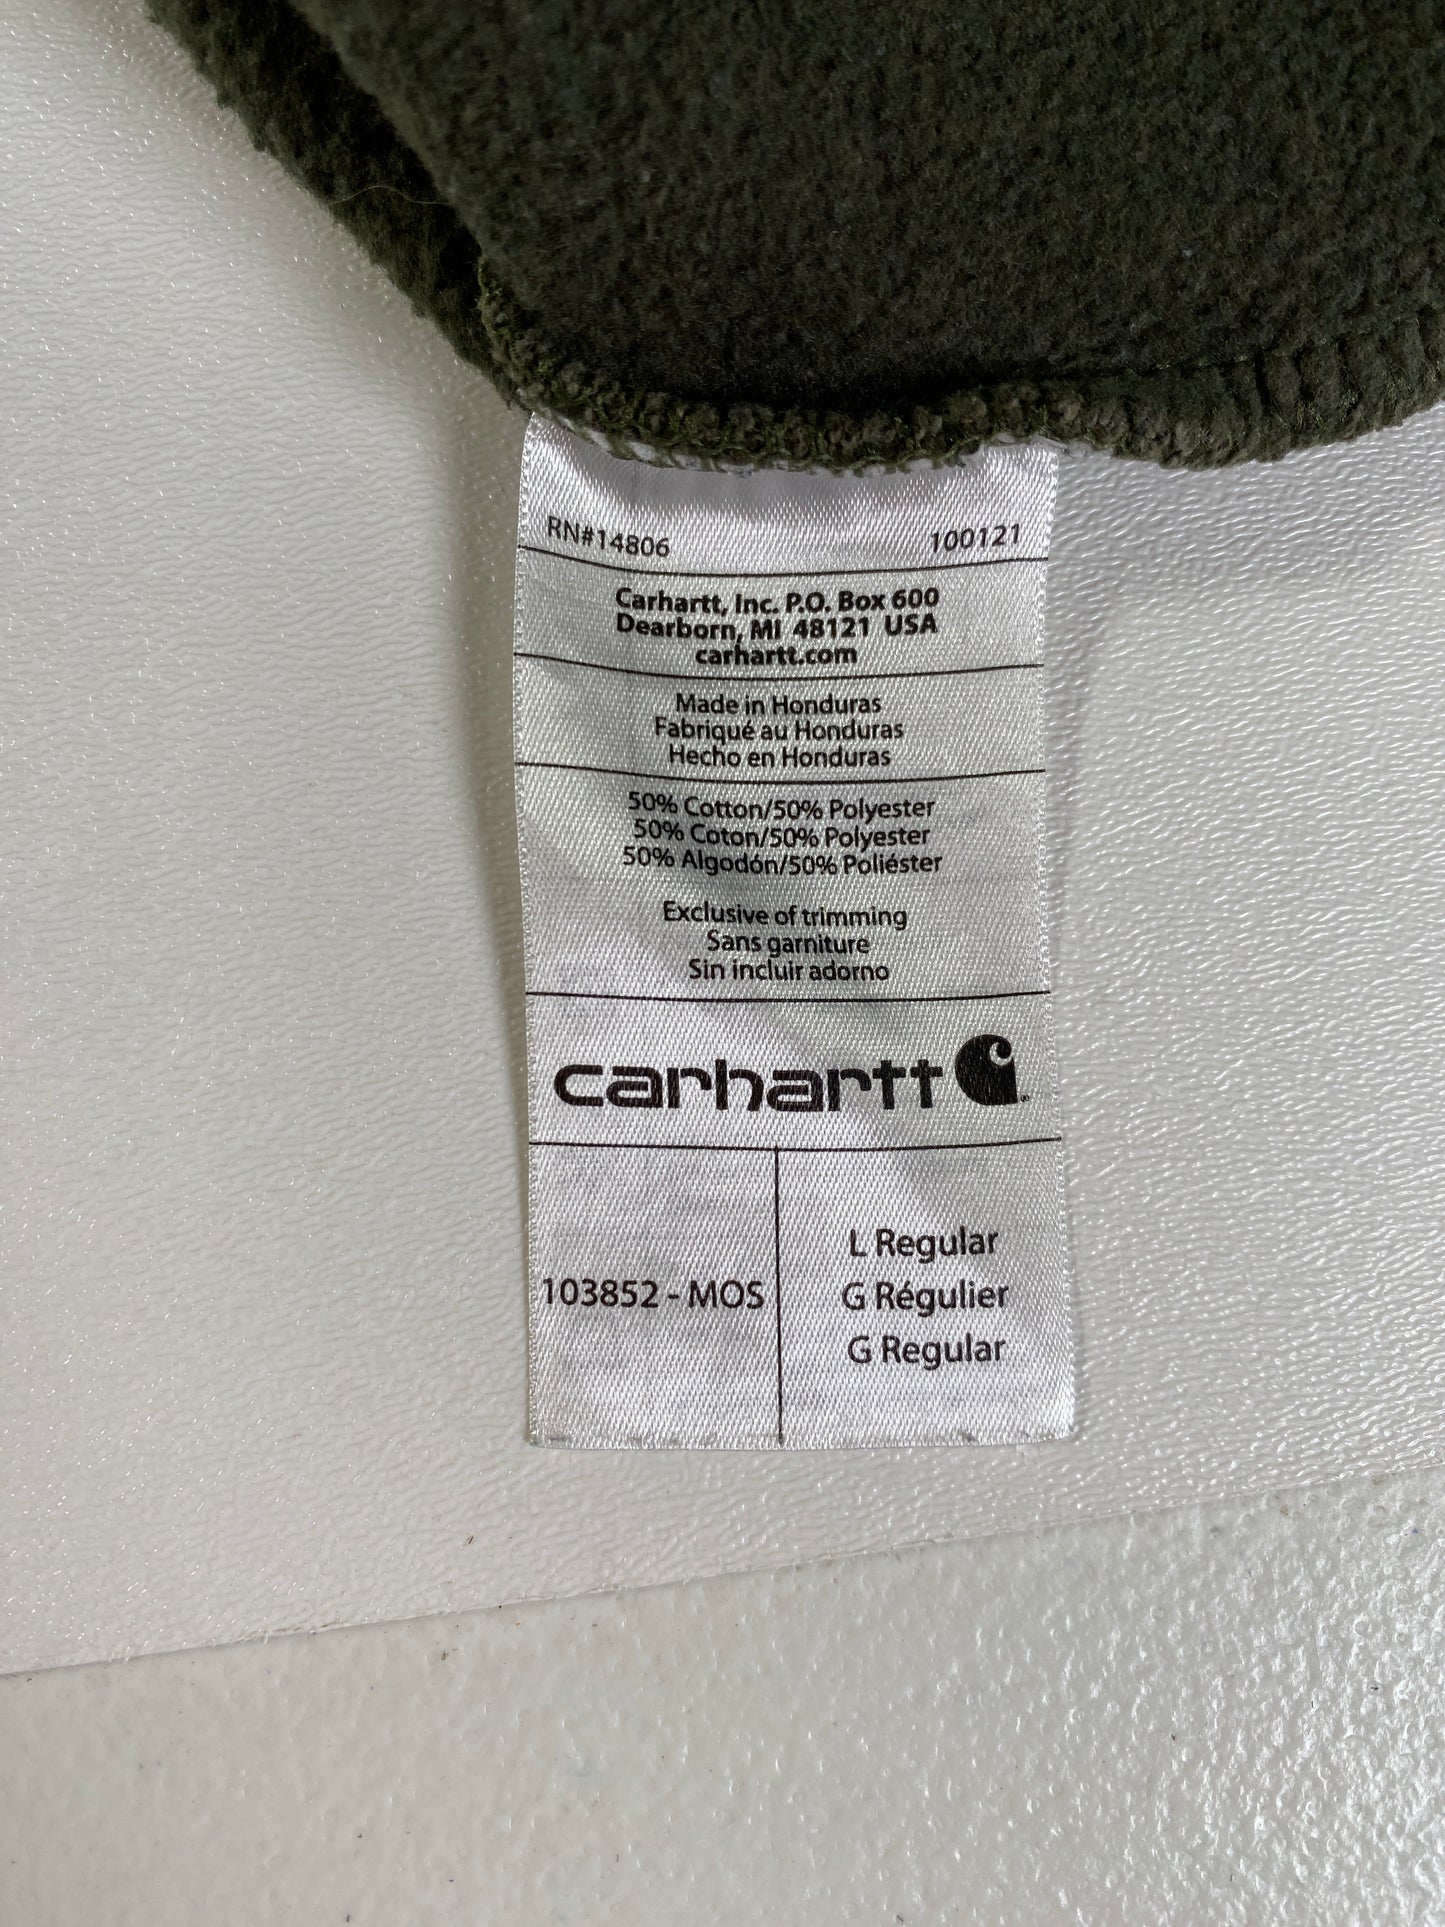 RN#14806 100121
Carhartt, Inc. P.O. Box 600
Dearborn, MI 48121 USA
carhartt.com
Made in Honduras
Fabriqué au Honduras
Hecho en Honduras
50% Cotton/50% Polyester
50% Coton/50% Polyester
50% Algodón/50% Poliéster
Exclusive of trimming
Sans garniture
Sin incluir adorno
carhartt
103852 - MOS
L Regular
G Régulier
G Regular